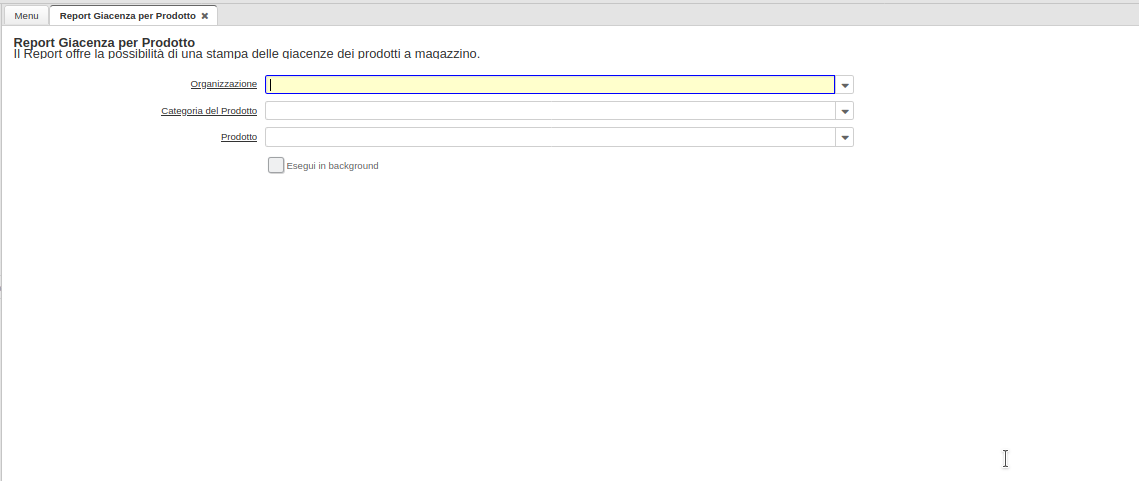 Menu
Report Giacenza per Prodotto ✖
Report Giacenza per Prodotto
Il Report offre la possibilità di una stampa delle giacenze dei prodotti a magazzino.
Organizzazione
Categoria del Prodotto
Prodotto
Esegui in background